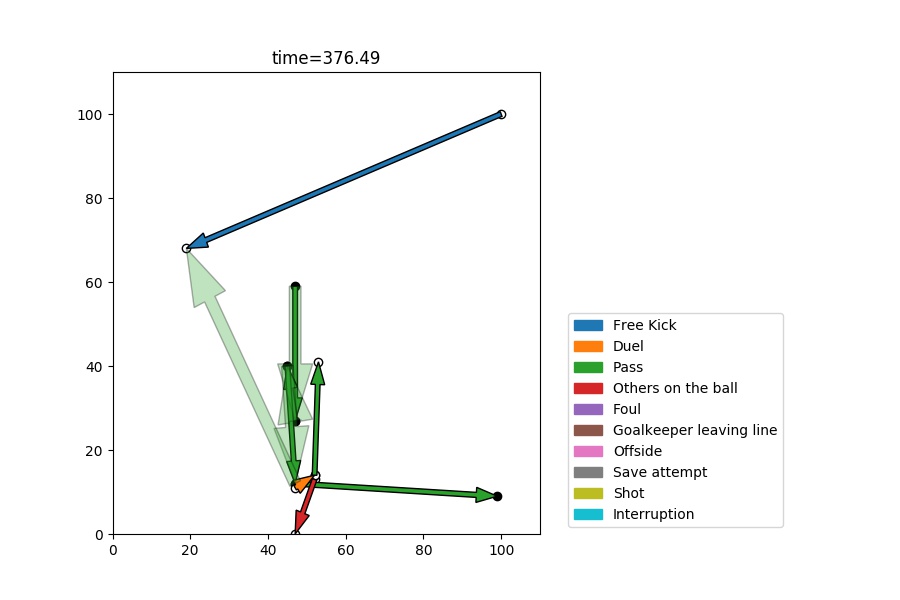 time=376.49
100
80
60
40
20
0
0 20 40 60 80 100
Free Kick
Duel
Pass
Others on the ball
Foul
Goalkeeper leaving line
Offside
Save attempt
Shot
Interruption